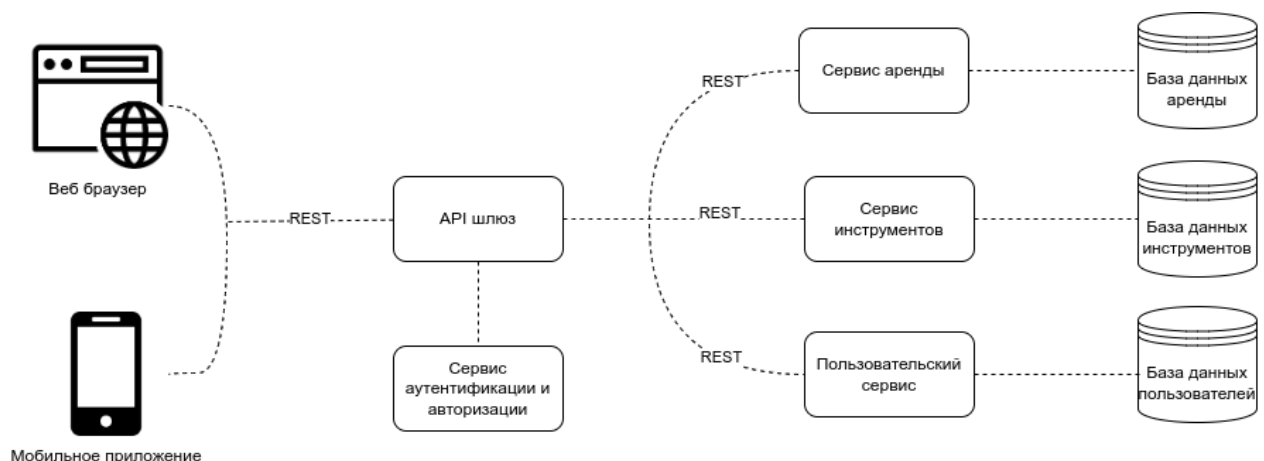 Веб браузер
Мобильное приложение
REST
API шлюз
Сервис
аутентификации и
авторизации
REST
Сервис аренды
База данных
аренды
REST
Сервис
инструментов
База данных
инструментов
REST
Пользовательский
сервис
База данных
пользователей